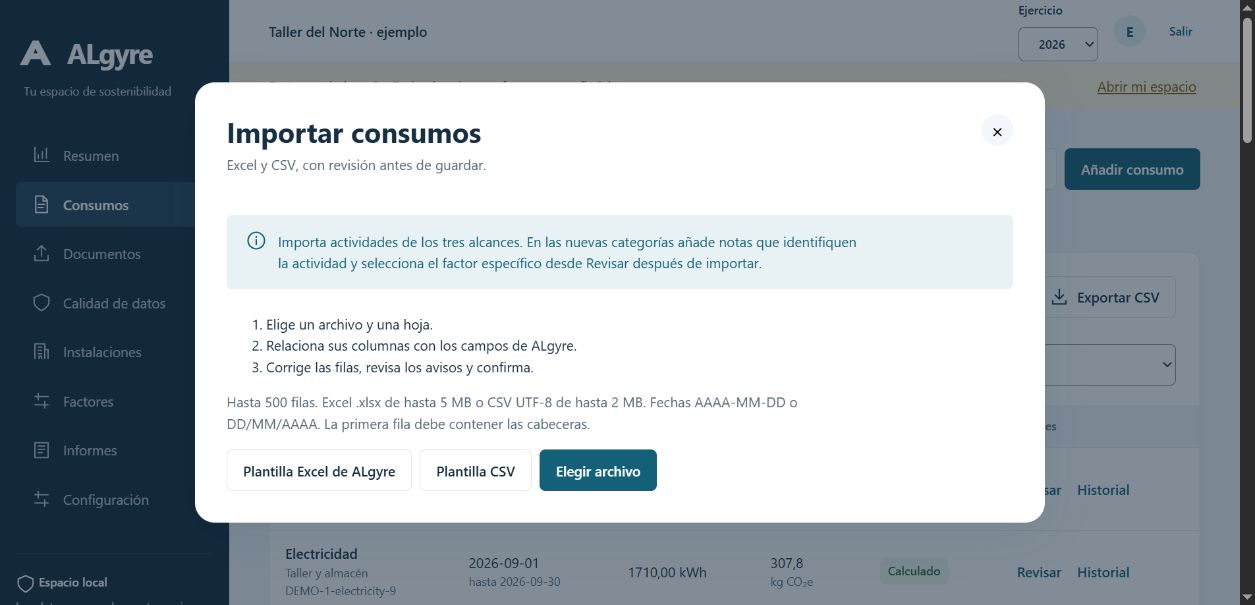 Ejercicio
Taller del Norte · ejemplo
2026
E
Salir
ALgyre
Tu espacio de sostenibilidad
Abrir mi espacio
Resumen
Consumos
Documentos
Calidad de datos
Instalaciones
Factores
Informes
Configuración
Espacio local
Añadir consumo
Importar consumos
×
Excel y CSV, con revisión antes de guardar.
Importa actividades de los tres alcances. En las nuevas categorías añade notas que identifiquen
la actividad y selecciona el factor específico desde Revisar después de importar.
1. Elige un archivo y una hoja.
2. Relaciona sus columnas con los campos de ALgyre.
3. Corrige las filas, revisa los avisos y confirma.
Hasta 500 filas. Excel .xlsx de hasta 5 MB o CSV UTF-8 de hasta 2 MB. Fechas AAAA-MM-DD o
DD/MM/AAAA. La primera fila debe contener las cabeceras.
Plantilla Excel de ALgyre
Plantilla CSV
Elegir archivo
Exportar CSV
Historial
Electricidad
Taller y almacén
DEMO-1-electricity-9
2026-09-01
hasta 2026-09-30
1710,00 kWh
307,8
kg CO₂e
Calculado
Revisar
Historial